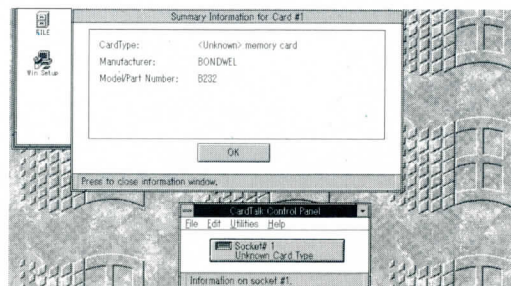 Summary Information for Card #1
CardType: <Unknown> memory card
Manufacturer: BONDWEL
Model/Part Number: B232
OK
Press to close information window.
Win Setup
CardTalk Control Panel
File Edit Utilities Help
Socket# 1
Unknown Card Type
Information on socket #1.